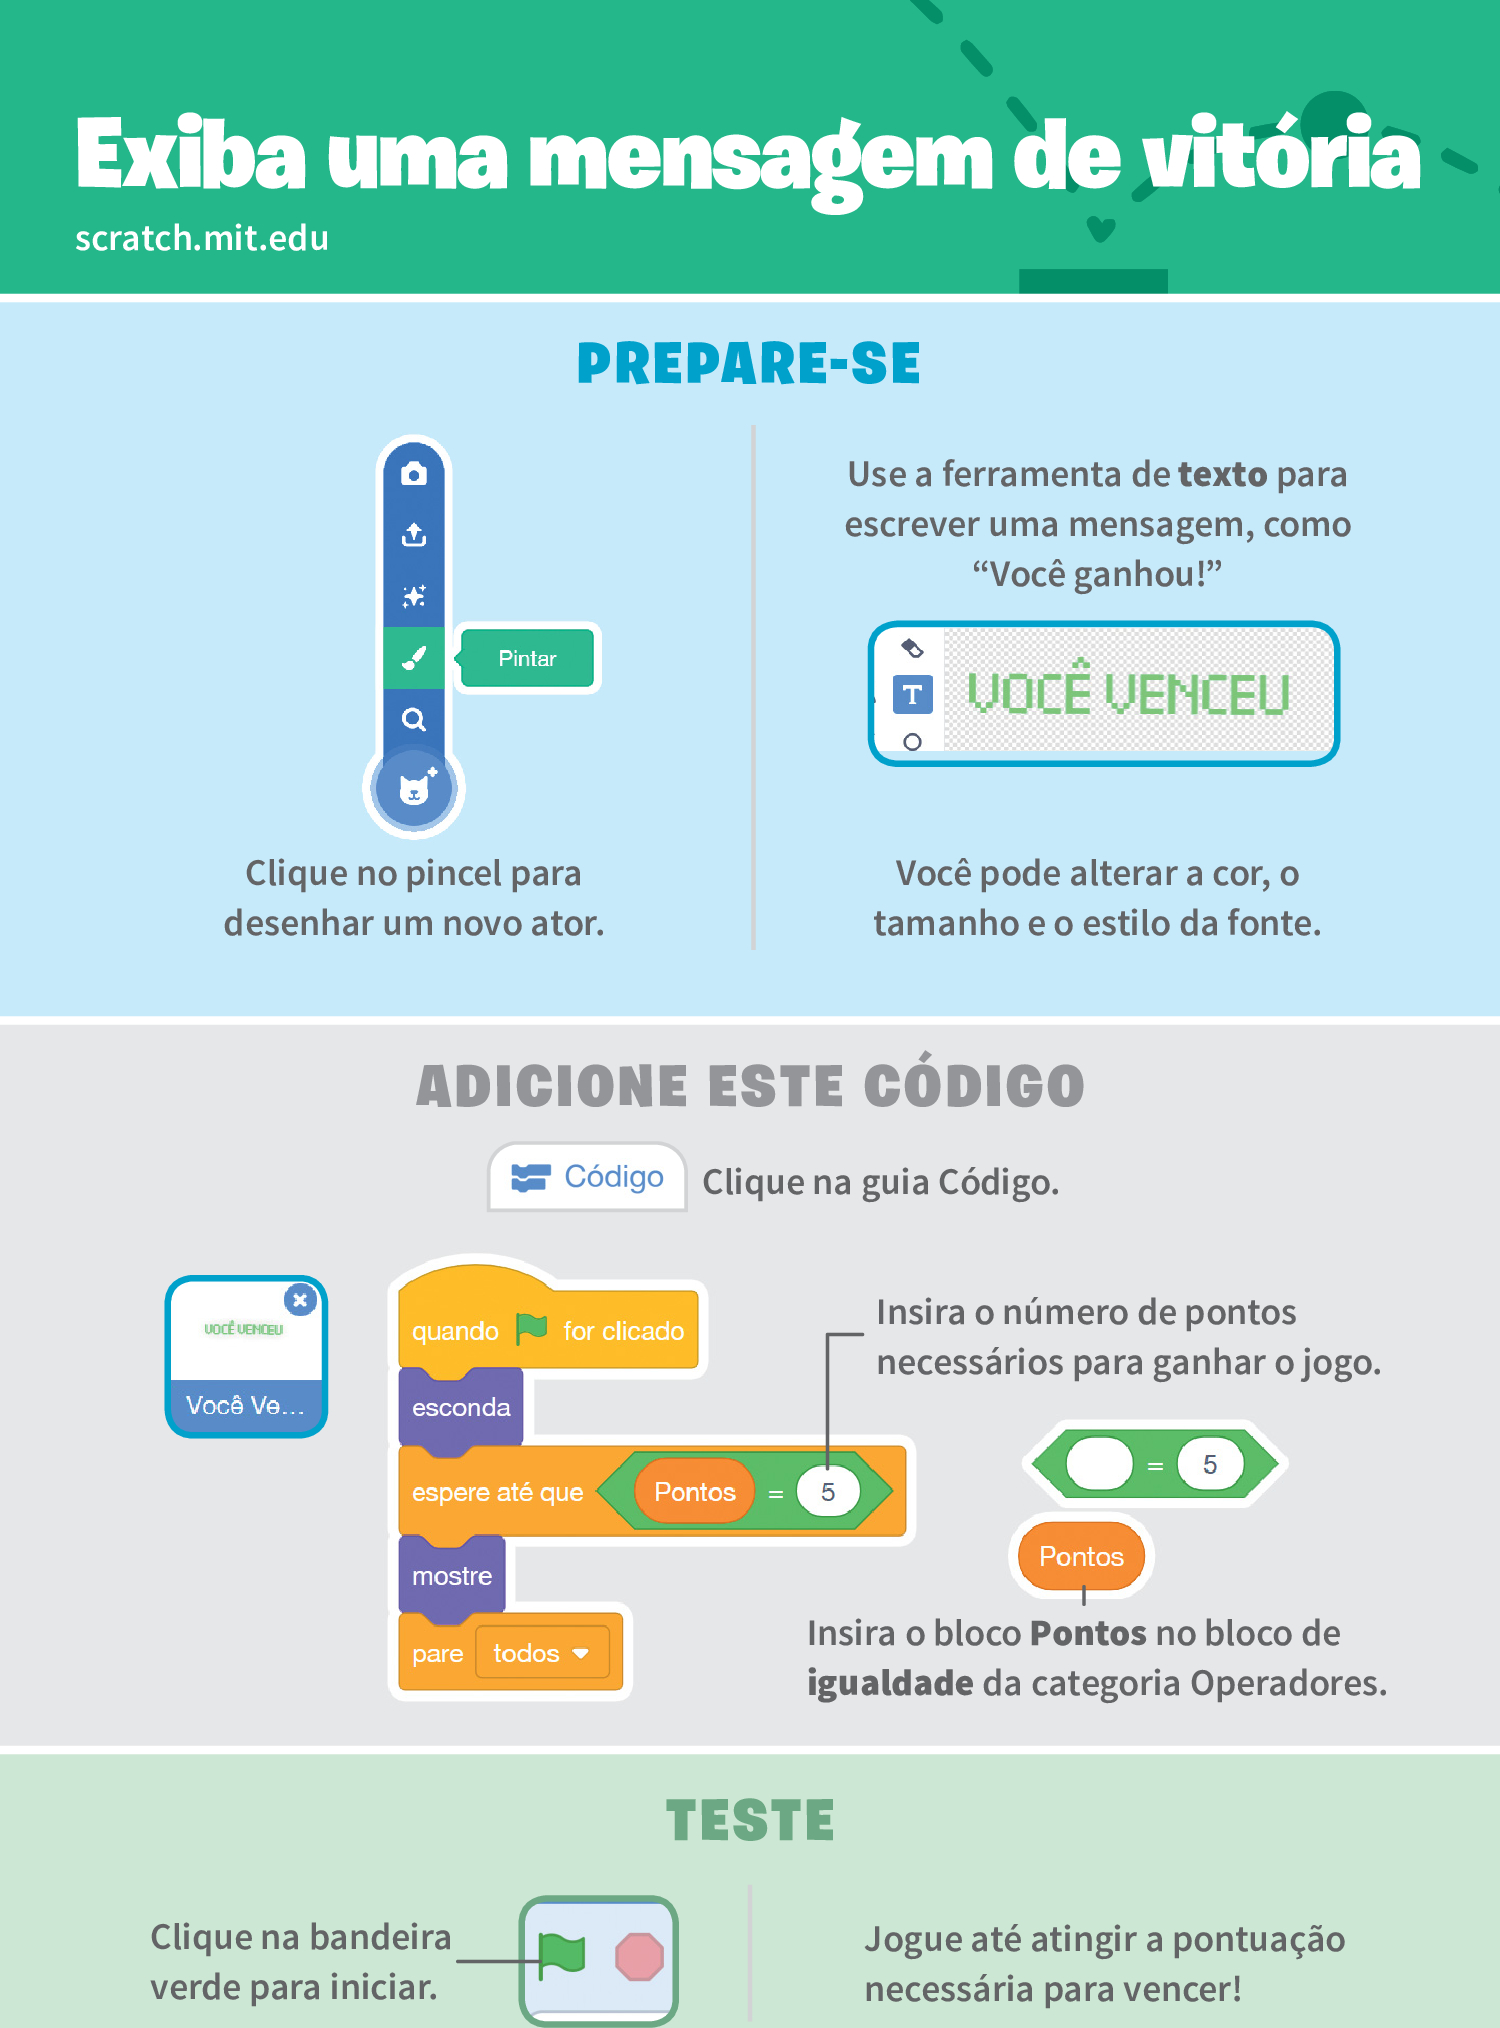 Exiba uma mensagem de vitória
scratch.mit.edu
PREPARE-SE
Pintar
Clique no pincel para
desenhar um novo ator.
Use a ferramenta de texto para
escrever uma mensagem, como
“Você ganhou!”
T
VOCÊ VENCEU
Você pode alterar a cor, o
tamanho e o estilo da fonte.
ADICIONE ESTE CÓDIGO
Código
Clique na guia Código.
VOCÊ VENCEU
Você Ve...
quando for clicado
esconda
espere até que Pontos = 5
mostre
pare todos
Insira o número de pontos
necessários para ganhar o jogo.
= 5
Pontos
Insira o bloco Pontos no bloco de
igualdade da categoria Operadores.
TESTE
Clique na bandeira
verde para iniciar.
Jogue até atingir a pontuação
necessária para vencer!